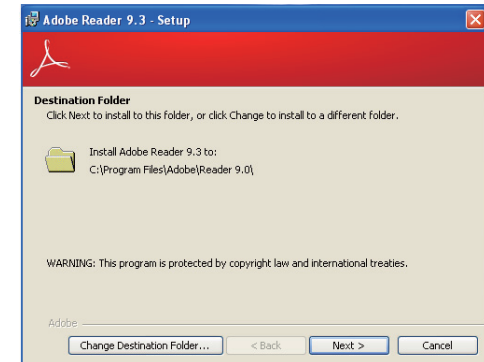 Adobe Reader 9.3 - Setup
Destination Folder
Click Next to install to this folder, or click Change to install to a different folder.
Install Adobe Reader 9.3 to:
C:\Program Files\Adobe\Reader 9.0\
WARNING: This program is protected by copyright law and international treaties.
Adobe
Change Destination Folder... < Back Next > Cancel